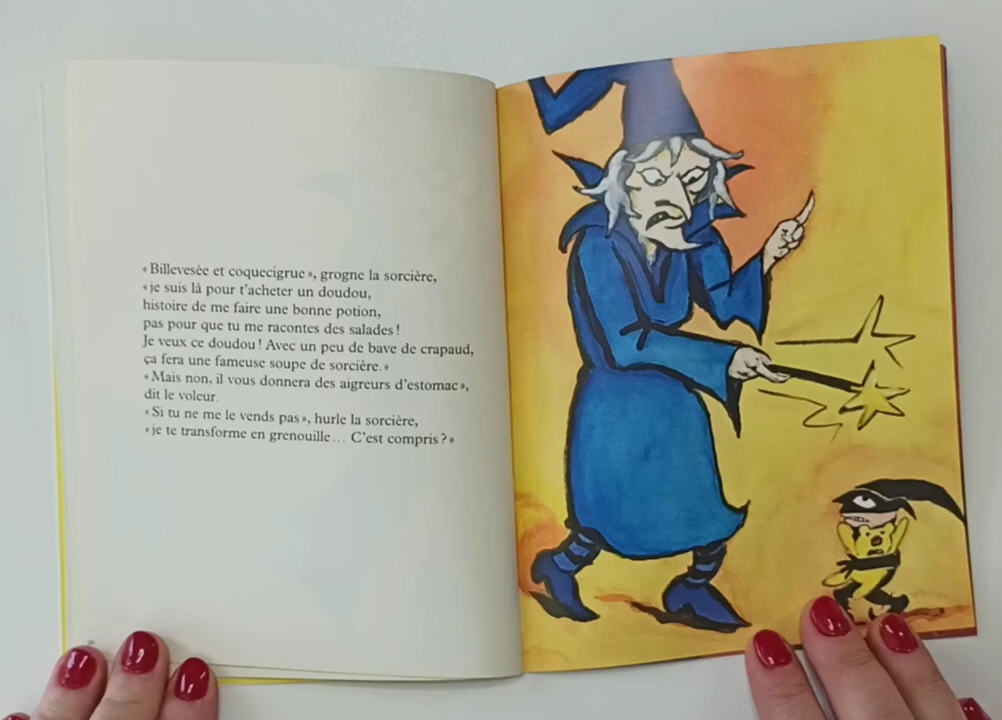 « Billevesée et coquecigrue », grogne la sorcière,
« je suis là pour t'acheter un doudou,
histoire de me faire une bonne potion,
pas pour que tu me racontes des salades !
Je veux ce doudou ! Avec un peu de bave de crapaud,
ça fera une fameuse soupe de sorcière. »
« Mais non, il vous donnera des aigreurs d'estomac »,
dit le voleur.
« Si tu ne me le vends pas », hurle la sorcière,
« je te transforme en grenouille... C'est compris ? »